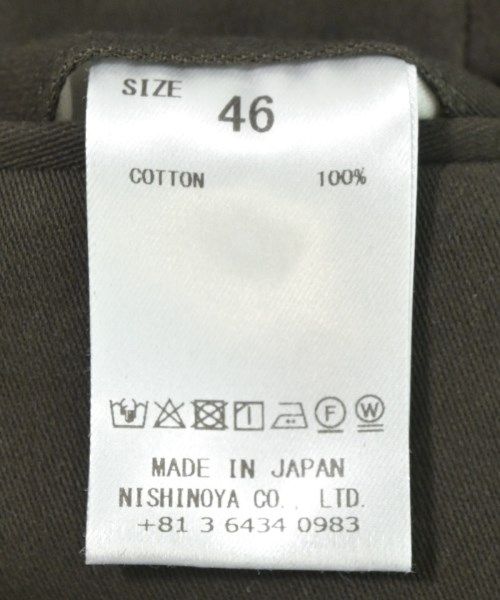 SIZE 46
COTTON 100%
F W
MADE IN JAPAN
NISHINOYA CO., LTD.
+81 3 6434 0983